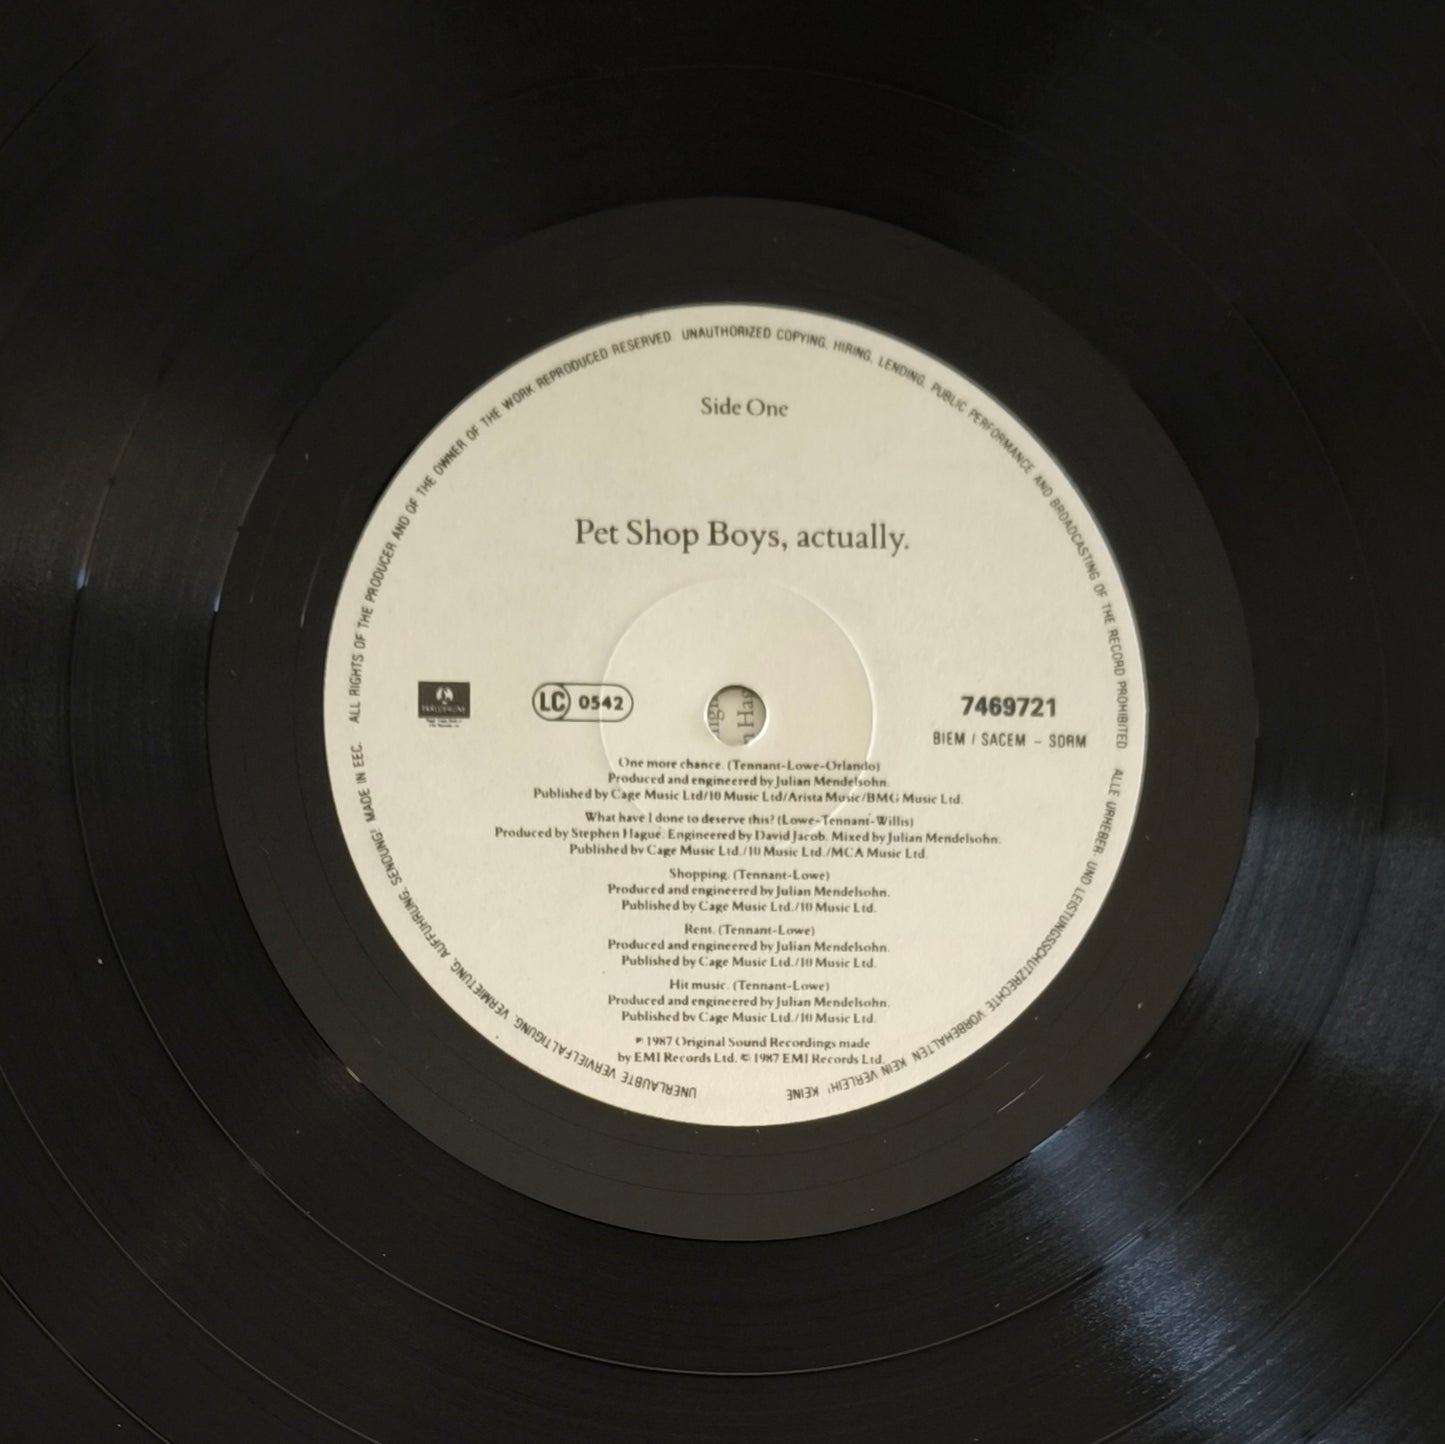 ALL RIGHTS OF THE PRODUCER AND OF THE OWNER OF THE WORK REPRODUCED RESERVED UNAUTHORIZED COPYING, HIRING, LENDING, PUBLIC PERFORMANCE AND BROADCASTING OF THE RECORD PROHIBITED
ALLE URHEBER- UND LEISTUNGSSCHUTZRECHTE VORBEHALTEN KEIN VERLEIH! KEINE
UNERLAUBTE VERVIELFALTIGUNG, VERMIETUNG, AUFFUHRUNG, SENDUNG! MADE IN EEC.
Side One
Pet Shop Boys, actually.
PARLOPHONE
LC 0542
7469721
BIEM / SACEM - SDRM
One more chance. (Tennant-Lowe-Orlando)
Produced and engineered by Julian Mendelsohn.
Published by Cage Music Ltd/10 Music Ltd/Arista Music/BMG Music Ltd.
What have I done to deserve this? (Lowe-Tennant-Willis)
Produced by Stephen Hague. Engineered by David Jacob. Mixed by Julian Mendelsohn.
Published by Cage Music Ltd./10 Music Ltd./MCA Music Ltd.
Shopping. (Tennant-Lowe)
Produced and engineered by Julian Mendelsohn.
Published by Cage Music Ltd./10 Music Ltd.
Rent. (Tennant-Lowe)
Produced and engineered by Julian Mendelsohn.
Published by Cage Music Ltd./10 Music Ltd.
Hit music. (Tennant-Lowe)
Produced and engineered by Julian Mendelsohn.
Published by Cage Music Ltd./10 Music Ltd.
℗ 1987 Original Sound Recordings made
by EMI Records Ltd. © 1987 EMI Records Ltd.